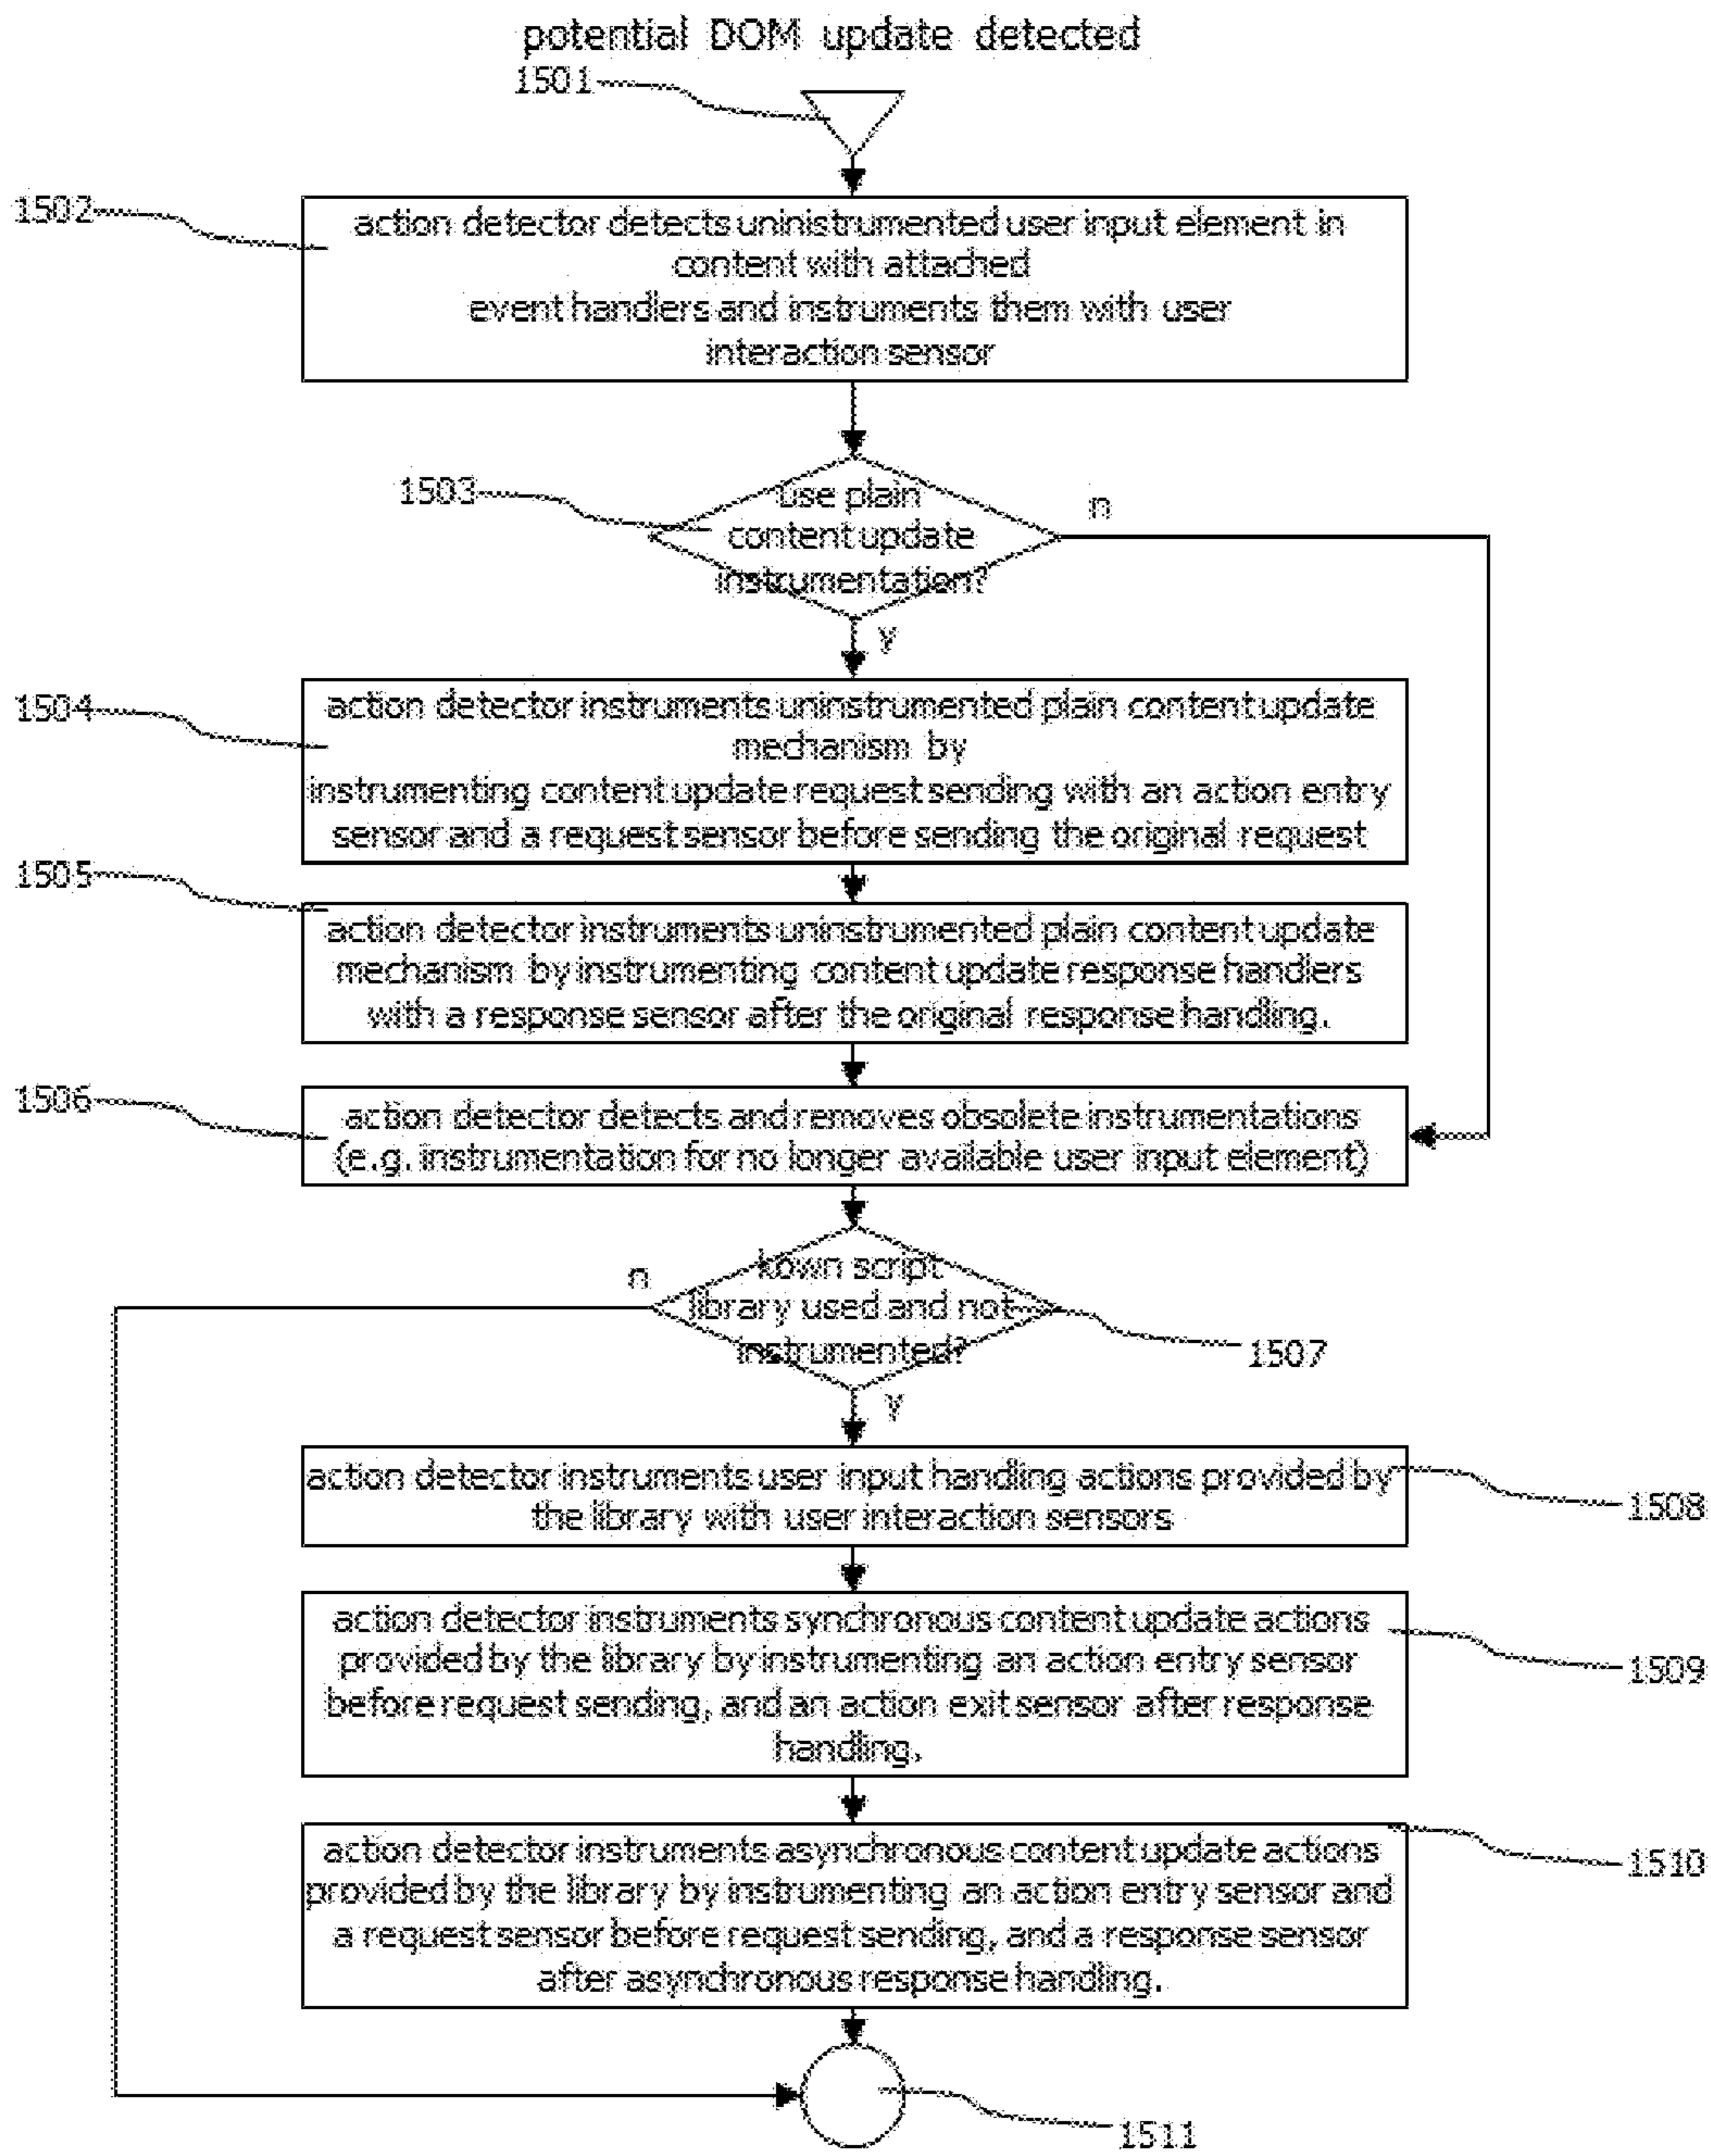 potential DOM update detected
1501
1502
action detector detects uninistrumented user input element in
content with attached
event handlers and instruments them with user
interaction sensor
1503
use plain
content update
instrumentation?
n
y
1504
action detector instruments uninstrumented plain content update
mechanism by
instrumenting content update request sending with an action entry
sensor and a request sensor before sending the original request
1505
action detector instruments uninstrumented plain content update
mechanism by instrumenting content update response handlers
with a response sensor after the original response handling.
1506
action detector detects and removes obsolete instrumentations
(e.g. instrumentation for no longer available user input element)
n
kown script
library used and not
instrumented?
1507
y
action detector instruments user input handling actions provided by
the library with user interaction sensors
1508
action detector instruments synchronous content update actions
provided by the library by instrumenting an action entry sensor
before request sending, and an action exit sensor after response
handling.
1509
action detector instruments asynchronous content update actions
provided by the library by instrumenting an action entry sensor and
a request sensor before request sending, and a response sensor
after asynchronous response handling.
1510
1511